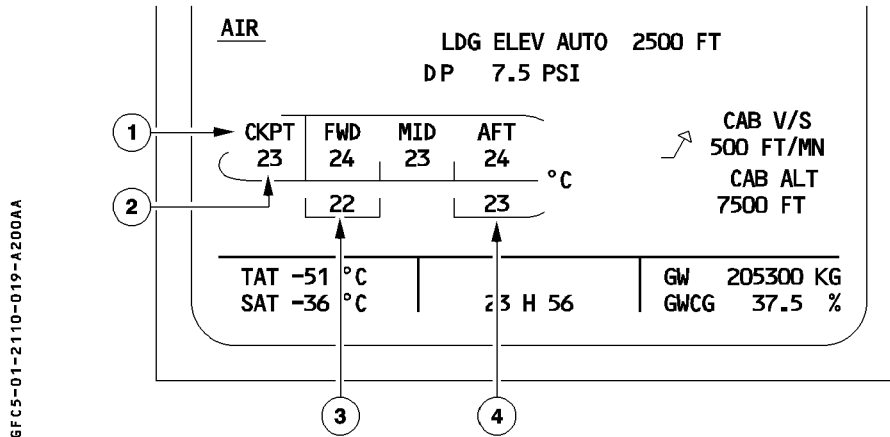 AIR
LDG ELEV AUTO 2500 FT
DP 7.5 PSI
1
CKPT FWD MID AFT
23 24 23 24
°C
CAB V/S
500 FT/MN
CAB ALT
7500 FT
2
22 23
TAT -51 °C
SAT -36 °C
23 H 56
GW 205300 KG
GWCG 37.5 %
3 4
GFC5-01-2110-019-A200AA